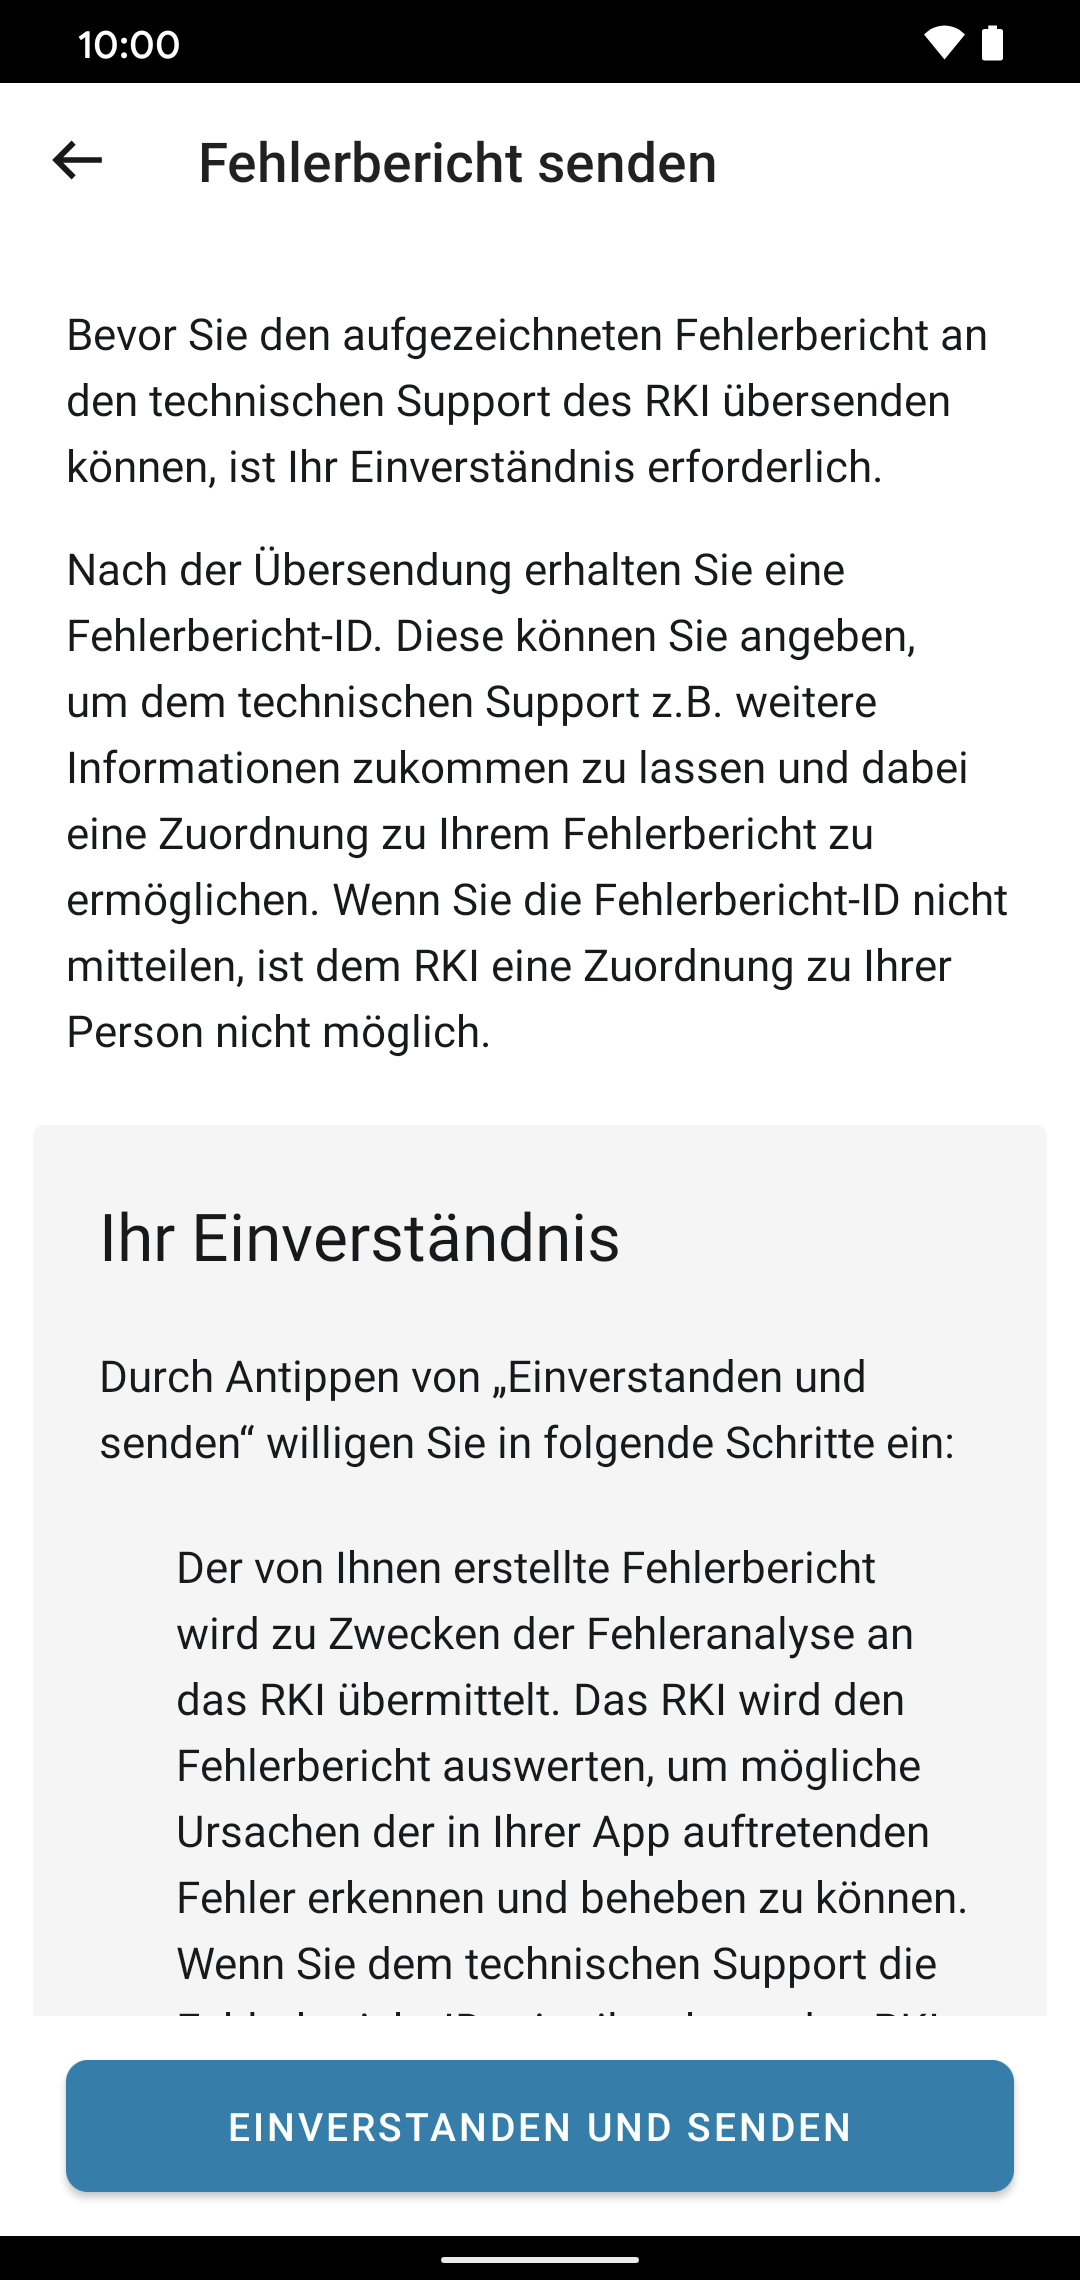 10:00
Fehlerbericht senden
Bevor Sie den aufgezeichneten Fehlerbericht an
den technischen Support des RKI übersenden
können, ist Ihr Einverständnis erforderlich.
Nach der Übersendung erhalten Sie eine
Fehlerbericht-ID. Diese können Sie angeben,
um dem technischen Support z.B. weitere
Informationen zukommen zu lassen und dabei
eine Zuordnung zu Ihrem Fehlerbericht zu
ermöglichen. Wenn Sie die Fehlerbericht-ID nicht
mitteilen, ist dem RKI eine Zuordnung zu Ihrer
Person nicht möglich.
Ihr Einverständnis
Durch Antippen von „Einverstanden und
senden“ willigen Sie in folgende Schritte ein:
Der von Ihnen erstellte Fehlerbericht
wird zu Zwecken der Fehleranalyse an
das RKI übermittelt. Das RKI wird den
Fehlerbericht auswerten, um mögliche
Ursachen der in Ihrer App auftretenden
Fehler erkennen und beheben zu können.
Wenn Sie dem technischen Support die
EINVERSTANDEN UND SENDEN